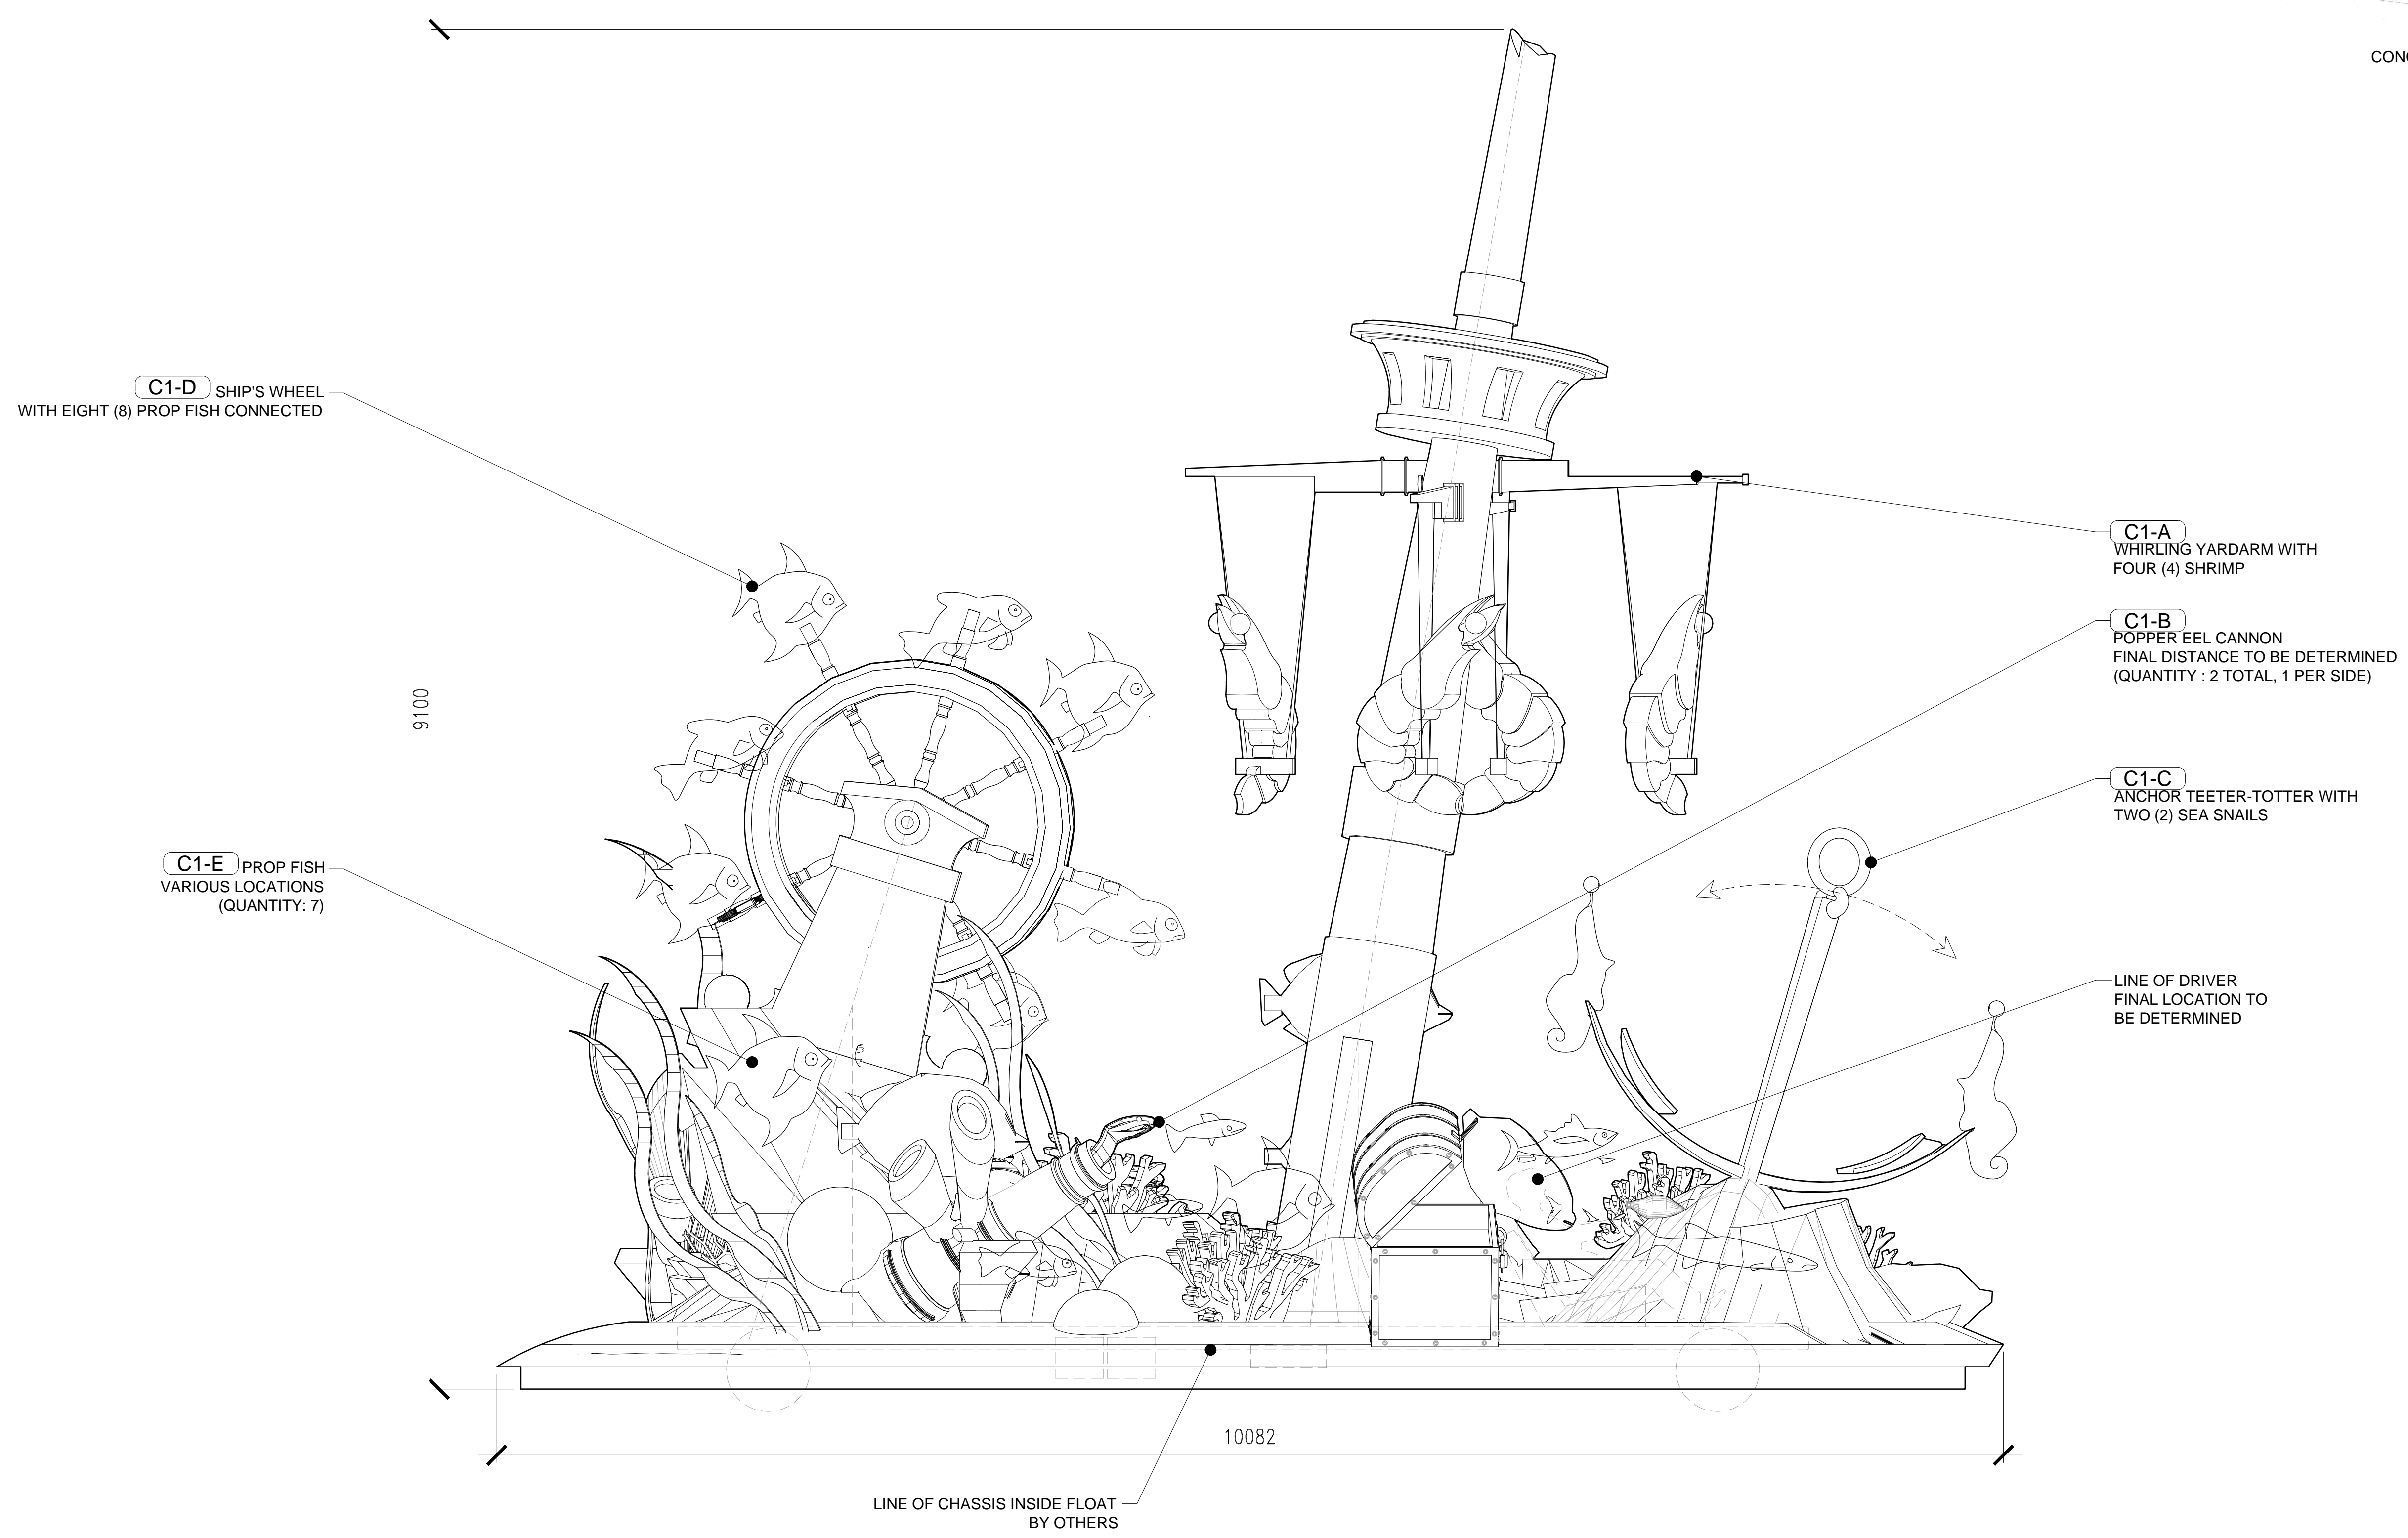 CON
C1-D SHIP'S WHEEL
WITH EIGHT (8) PROP FISH CONNECTED
C1-A
WHIRLING YARDARM WITH
FOUR (4) SHRIMP
C1-B
POPPER EEL CANNON
FINAL DISTANCE TO BE DETERMINED
(QUANTITY : 2 TOTAL, 1 PER SIDE)
9100
C1-C
ANCHOR TEETER-TOTTER WITH
TWO (2) SEA SNAILS
C1-E PROP FISH
VARIOUS LOCATIONS
(QUANTITY: 7)
LINE OF DRIVER
FINAL LOCATION TO
BE DETERMINED
10082
LINE OF CHASSIS INSIDE FLOAT
BY OTHERS